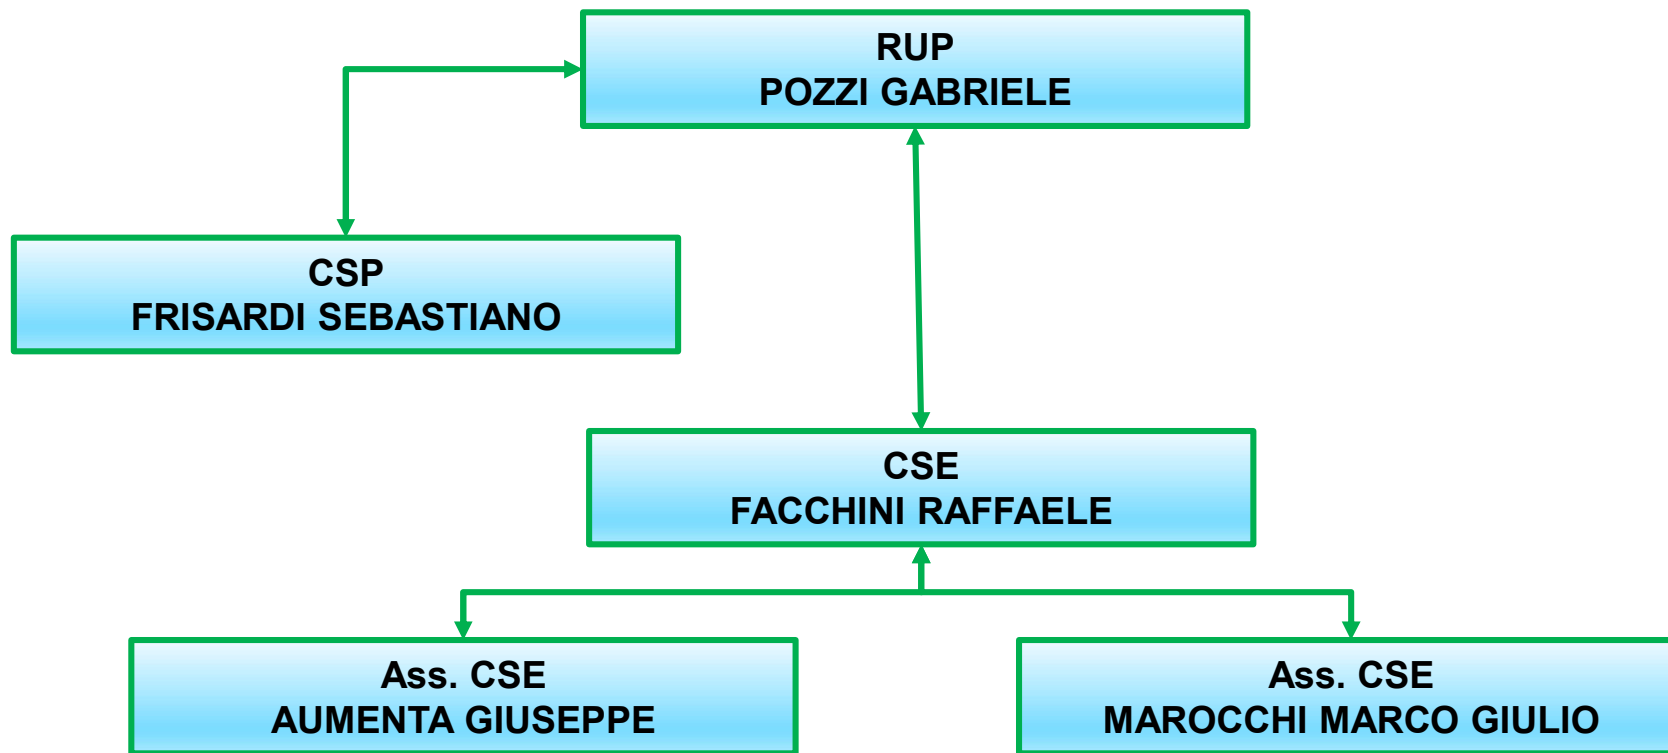 RUP
POZZI GABRIELE
CSP
FRISARDI SEBASTIANO
CSE
FACCHINI RAFFAELE
Ass. CSE
AUMENTA GIUSEPPE
Ass. CSE
MAROCCHI MARCO GIULIO